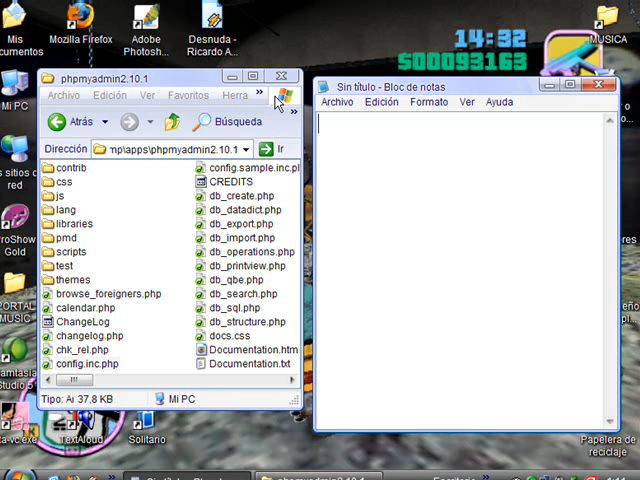 Mis
cumentos
Mozilla Firefox
Adobe
Photosh...
Desnuda -
Ricardo A...
14:32
$00093163
MUSICA
Mi PC
s sitios d
red
roShow
Gold
PORTAL
MUSIC
amtasia
Studio 5
ta-vc.exe
TextAloud
Solitario
Papelera de
reciclaje
phpmyadmin2.10.1
Archivo Edición Ver Favoritos Herra »
Atrás Búsqueda »
Dirección mp\apps\phpmyadmin2.10.1 Ir
contrib
css
js
lang
libraries
pmd
scripts
test
themes
browse_foreigners.php
calendar.php
ChangeLog
changelog.php
chk_rel.php
config.inc.php
config.sample.inc.pl
CREDITS
db_create.php
db_datadict.php
db_export.php
db_import.php
db_operations.php
db_printview.php
db_qbe.php
db_search.php
db_sql.php
db_structure.php
docs.css
Documentation.htm
Documentation.txt
Tipo: Ai 37,8 KB Mi PC
Sin título - Bloc de notas
Archivo Edición Formato Ver Ayuda